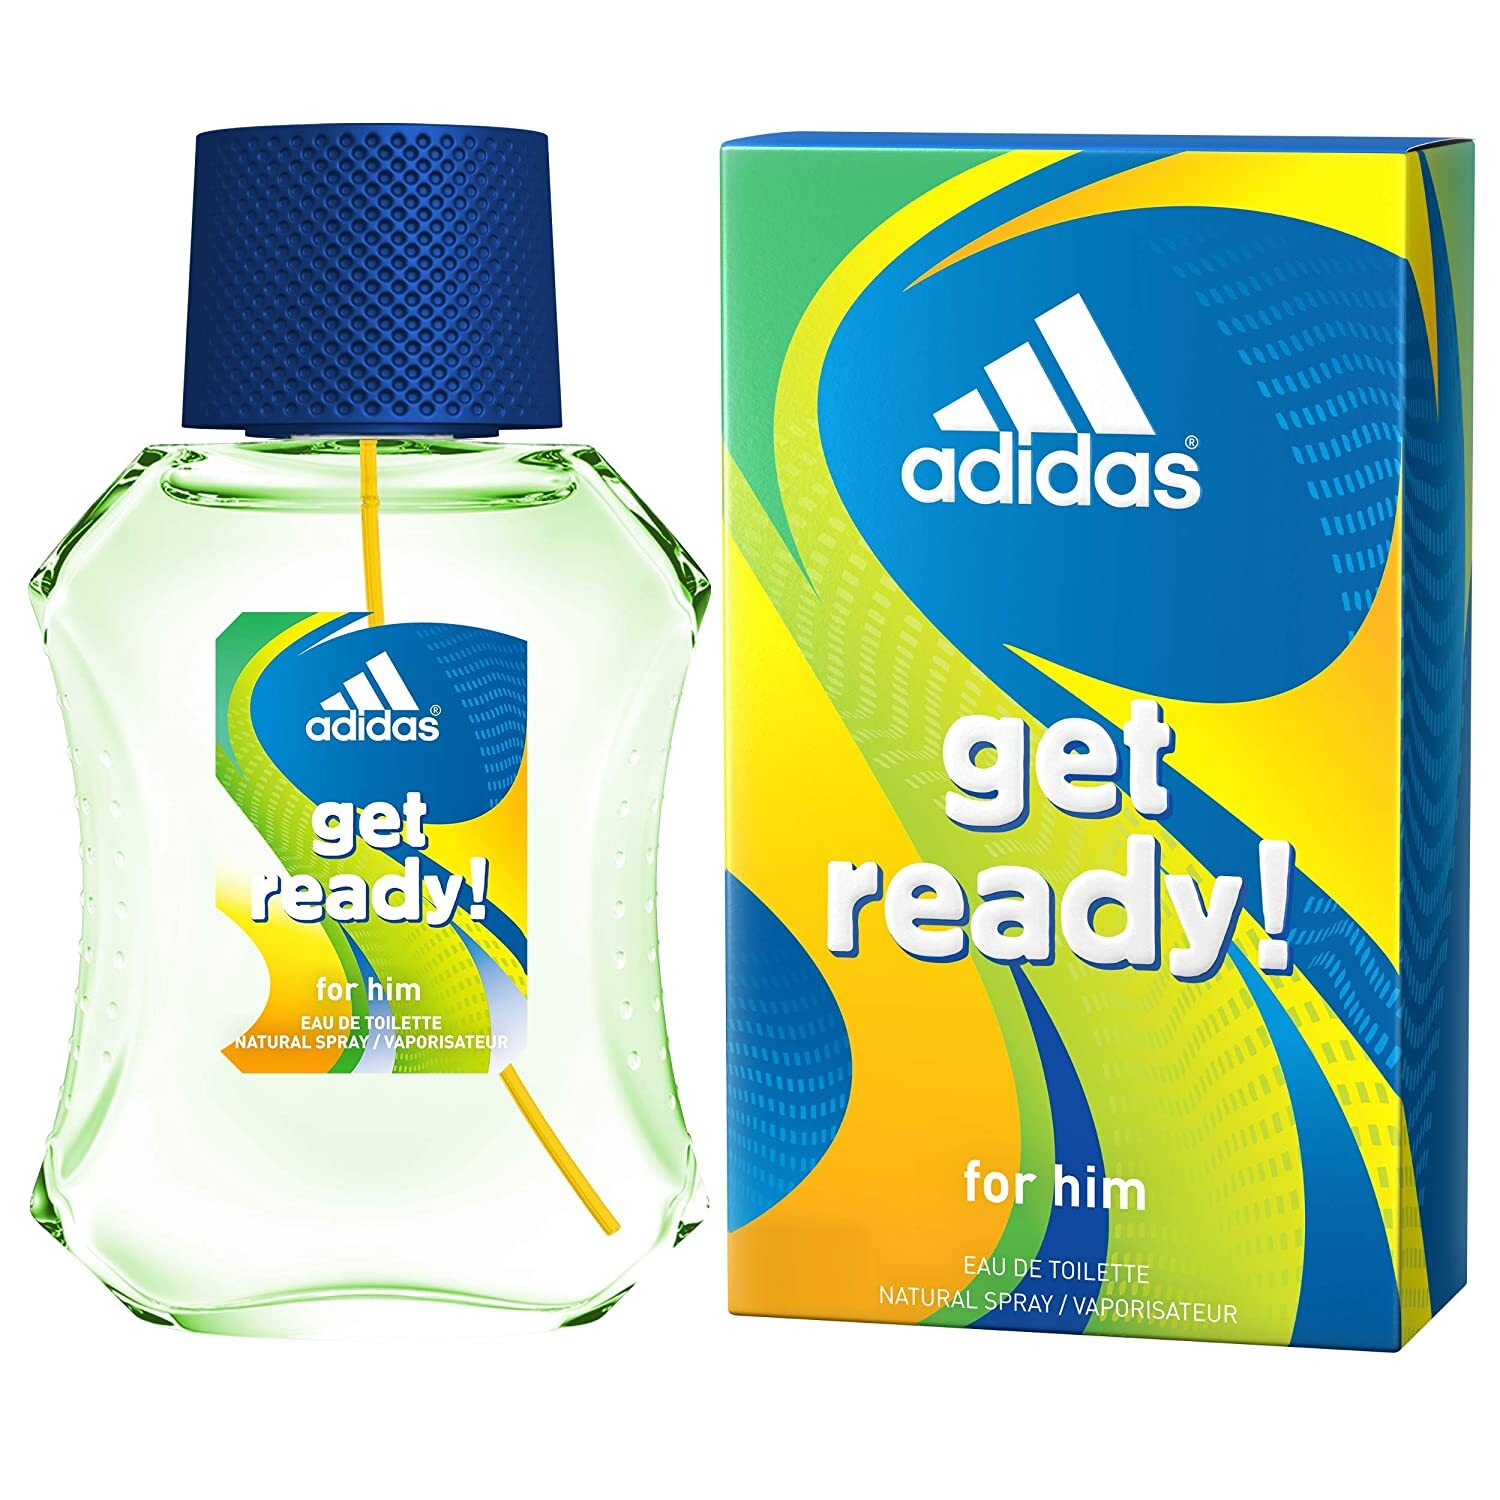 adidas®
get
ready!
for him
EAU DE TOILETTE
NATURAL SPRAY / VAPORISATEUR
adidas®
get
ready!
for him
EAU DE TOILETTE
NATURAL SPRAY / VAPORISATEUR